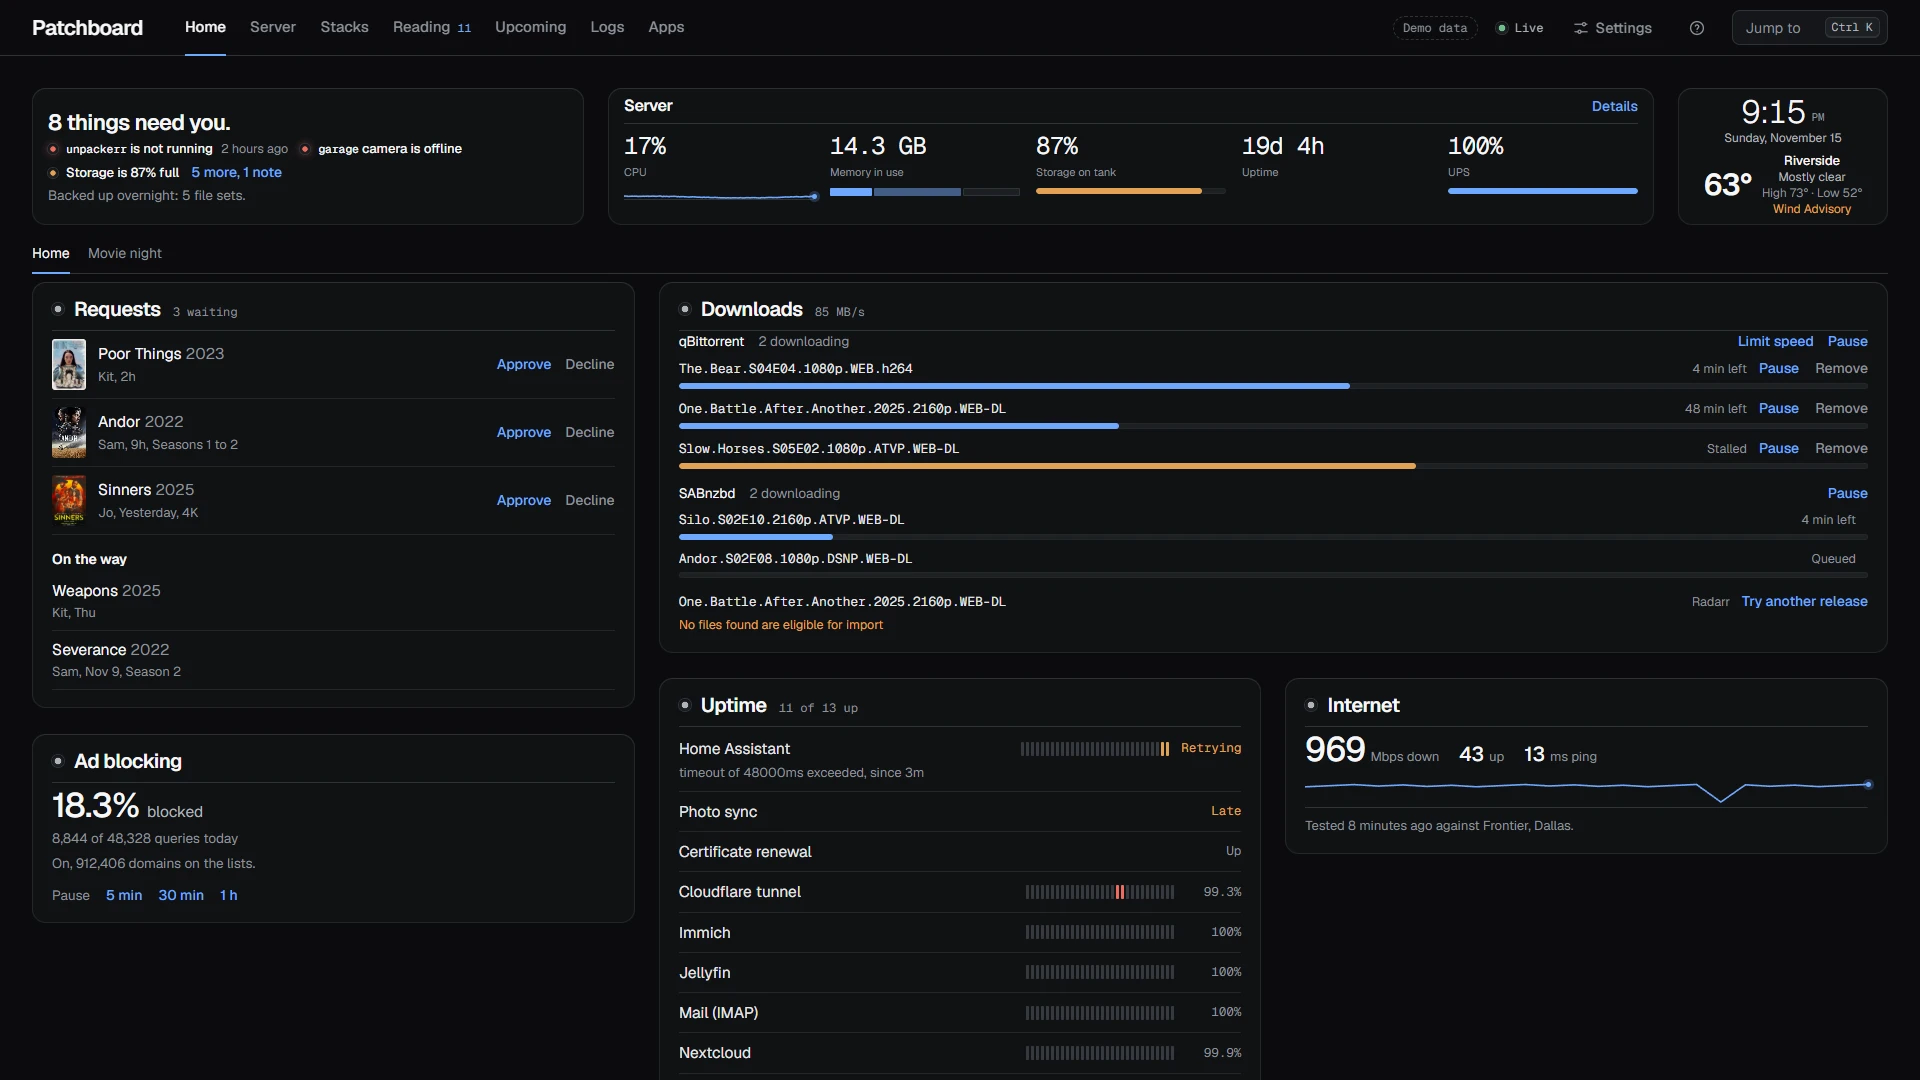 Patchboard Home Server Stacks Reading 11 Upcoming Logs Apps Demo data Live Settings Jump to Ctrl K
8 things need you.
unpackerr is not running 2 hours ago garage camera is offline
Storage is 87% full 5 more, 1 note
Backed up overnight: 5 file sets.
Server Details
17% 14.3 GB 87% 19d 4h 100%
CPU Memory in use Storage on tank Uptime UPS
9:15 PM
Sunday, November 15
63°
Riverside
Mostly clear
High 73° · Low 52°
Wind Advisory
Home Movie night
Requests 3 waiting
Poor Things 2023
Kit, 2h
Approve Decline
Andor 2022
Sam, 9h, Seasons 1 to 2
Approve Decline
SINNERS
Sinners 2025
Jo, Yesterday, 4K
Approve Decline
On the way
Weapons 2025
Kit, Thu
Severance 2022
Sam, Nov 9, Season 2
Ad blocking
18.3% blocked
8,844 of 48,328 queries today
On, 912,406 domains on the lists.
Pause 5 min 30 min 1 h
Downloads 85 MB/s
qBittorrent 2 downloading Limit speed Pause
The.Bear.S04E04.1080p.WEB.h264 4 min left Pause Remove
One.Battle.After.Another.2025.2160p.WEB-DL 48 min left Pause Remove
Slow.Horses.S05E02.1080p.ATVP.WEB-DL Stalled Pause Remove
SABnzbd 2 downloading Pause
Silo.S02E10.2160p.ATVP.WEB-DL 4 min left
Andor.S02E08.1080p.DSNP.WEB-DL Queued
One.Battle.After.Another.2025.2160p.WEB-DL Radarr Try another release
No files found are eligible for import
Uptime 11 of 13 up
Home Assistant Retrying
timeout of 48000ms exceeded, since 3m
Photo sync Late
Certificate renewal Up
Cloudflare tunnel 99.3%
Immich 100%
Jellyfin 100%
Mail (IMAP) 100%
Nextcloud 99.9%
Internet
969 Mbps down 43 up 13 ms ping
Tested 8 minutes ago against Frontier, Dallas.